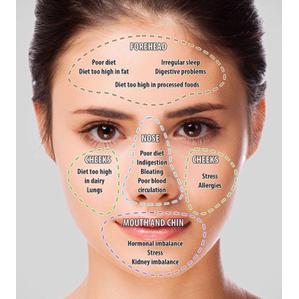 FOREHEAD
Poor diet
Irregular sleep
Diet too high in fat
Digestive problems
Diet too high in processed foods
NOSE
Poor diet
Indigestion
Bleating
Poor blood
circulation
CHEEKS
Diet too high
in dairy
Lungs
CHEEKS
Stress
Allergies
MOUTH AND CHIN
Hormonal imbalance
Stress
Kidney imbalance